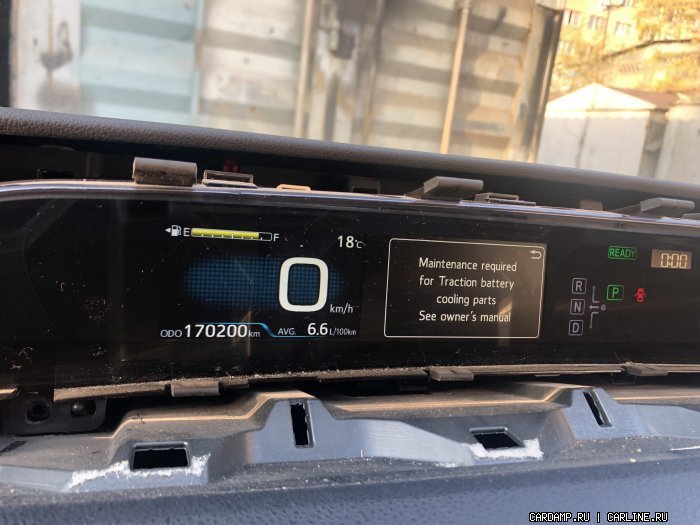 E F
18°C
0
km/h
ODO 170200 km AVG. 6.6 L/100km
Maintenance required
for Traction battery
cooling parts
See owner's manual
READY
0:00
R
N
D
P
CARDAMP.RU | CARLINE.RU